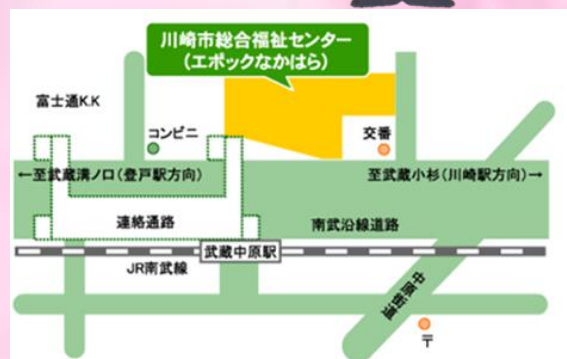 川崎市総合福祉センター
(エポックなかはら)
富士通K.K
コンビニ
交番
←至武蔵溝ノ口(登戸駅方向)
至武蔵小杉(川崎駅方向)→
連絡通路
南武沿線道路
武蔵中原駅
JR南武線
中原街道
〒